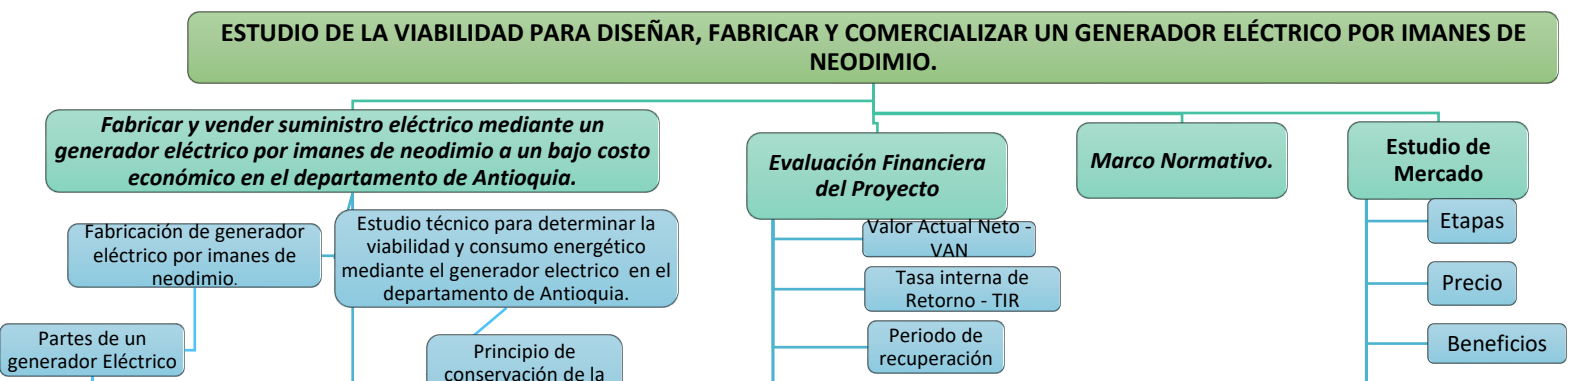 ESTUDIO DE LA VIABILIDAD PARA DISEÑAR, FABRICAR Y COMERCIALIZAR UN GENERADOR ELÉCTRICO POR IMANES DE
NEODIMIO.
Fabricar y vender suministro eléctrico mediante un
generador eléctrico por imanes de neodimio a un bajo costo
económico en el departamento de Antioquia.
Fabricación de generador
eléctrico por imanes de
neodimio.
Partes de un
generador Eléctrico
Estudio técnico para determinar la
viabilidad y consumo energético
mediante el generador electrico en el
departamento de Antioquia.
Principio de
conservación de la
Evaluación Financiera
del Proyecto
Valor Actual Neto -
VAN
Tasa interna de
Retorno - TIR
Periodo de
recuperación
Marco Normativo.
Estudio de
Mercado
Etapas
Precio
Beneficios